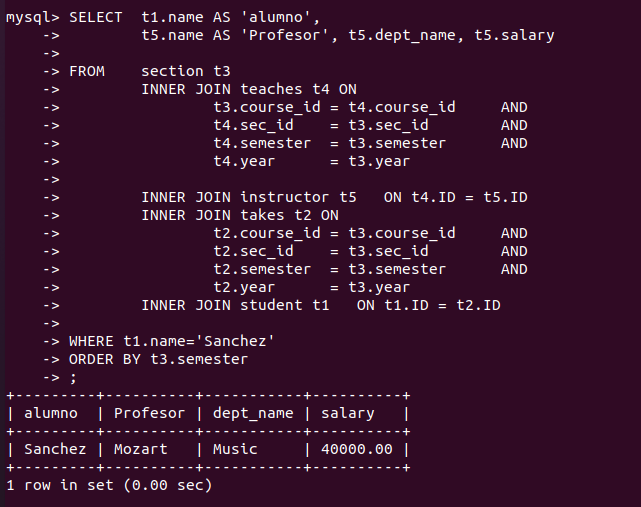 mysql> SELECT  t1.name AS 'alumno',
    ->         t5.name AS 'Profesor', t5.dept_name, t5.salary
    ->
    -> FROM    section t3
    ->         INNER JOIN teaches t4 ON
    ->                 t3.course_id = t4.course_id     AND
    ->                 t4.sec_id    = t3.sec_id        AND
    ->                 t4.semester  = t3.semester      AND
    ->                 t4.year      = t3.year
    ->
    ->         INNER JOIN instructor t5   ON t4.ID = t5.ID
    ->         INNER JOIN takes t2 ON
    ->                 t2.course_id = t3.course_id     AND
    ->                 t2.sec_id    = t3.sec_id        AND
    ->                 t2.semester  = t3.semester      AND
    ->                 t2.year      = t3.year
    ->         INNER JOIN student t1   ON t1.ID = t2.ID
    ->
    -> WHERE t1.name='Sanchez'
    -> ORDER BY t3.semester
    -> ;
+---------+----------+-----------+----------+
| alumno  | Profesor | dept_name | salary   |
+---------+----------+-----------+----------+
| Sanchez | Mozart   | Music     | 40000.00 |
+---------+----------+-----------+----------+
1 row in set (0.00 sec)